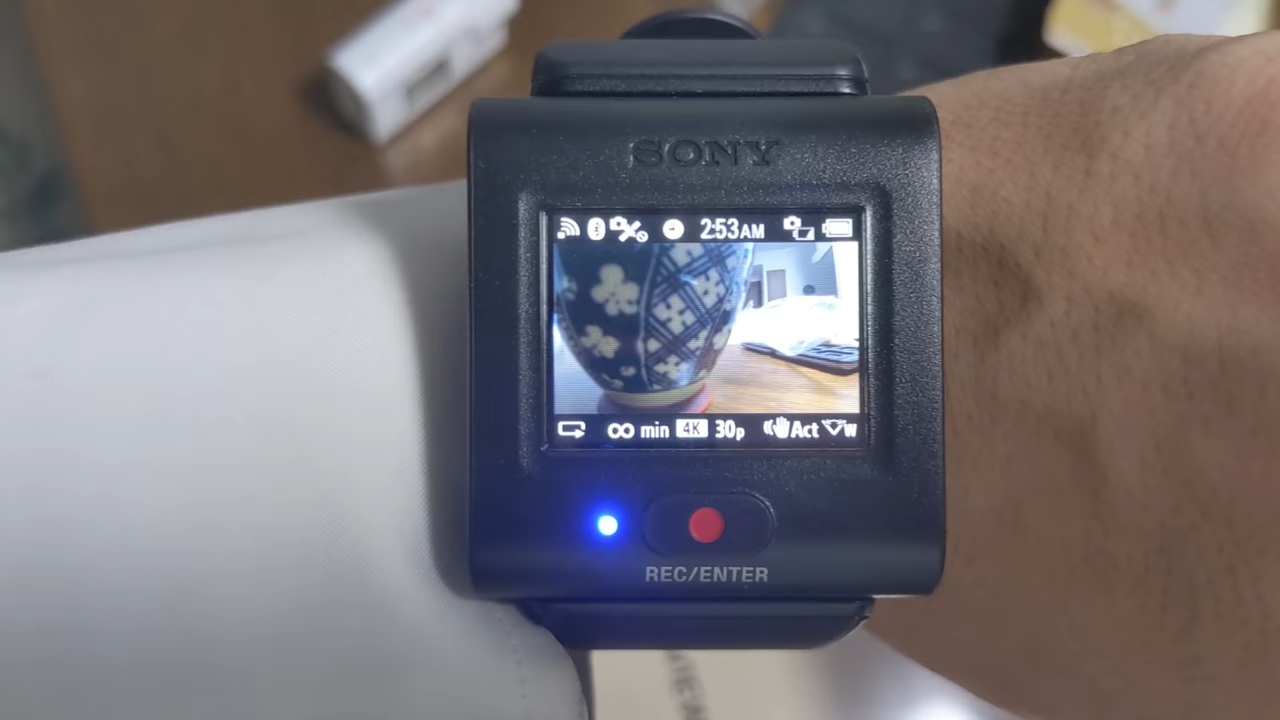 SONY
2:53AM
∞ min 4K 30p Act W
REC/ENTER